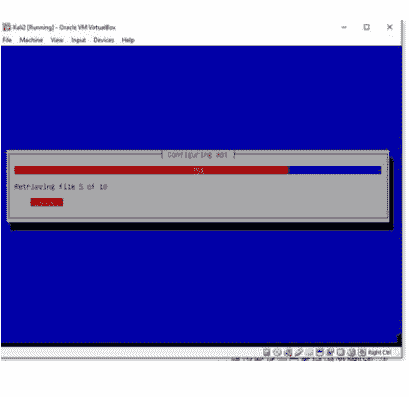 Kali2 [Running] - Oracle VM VirtualBox
File Machine View Input Devices Help
Configuring apt
75%
Retrieving file 5 of 10
Right Ctrl